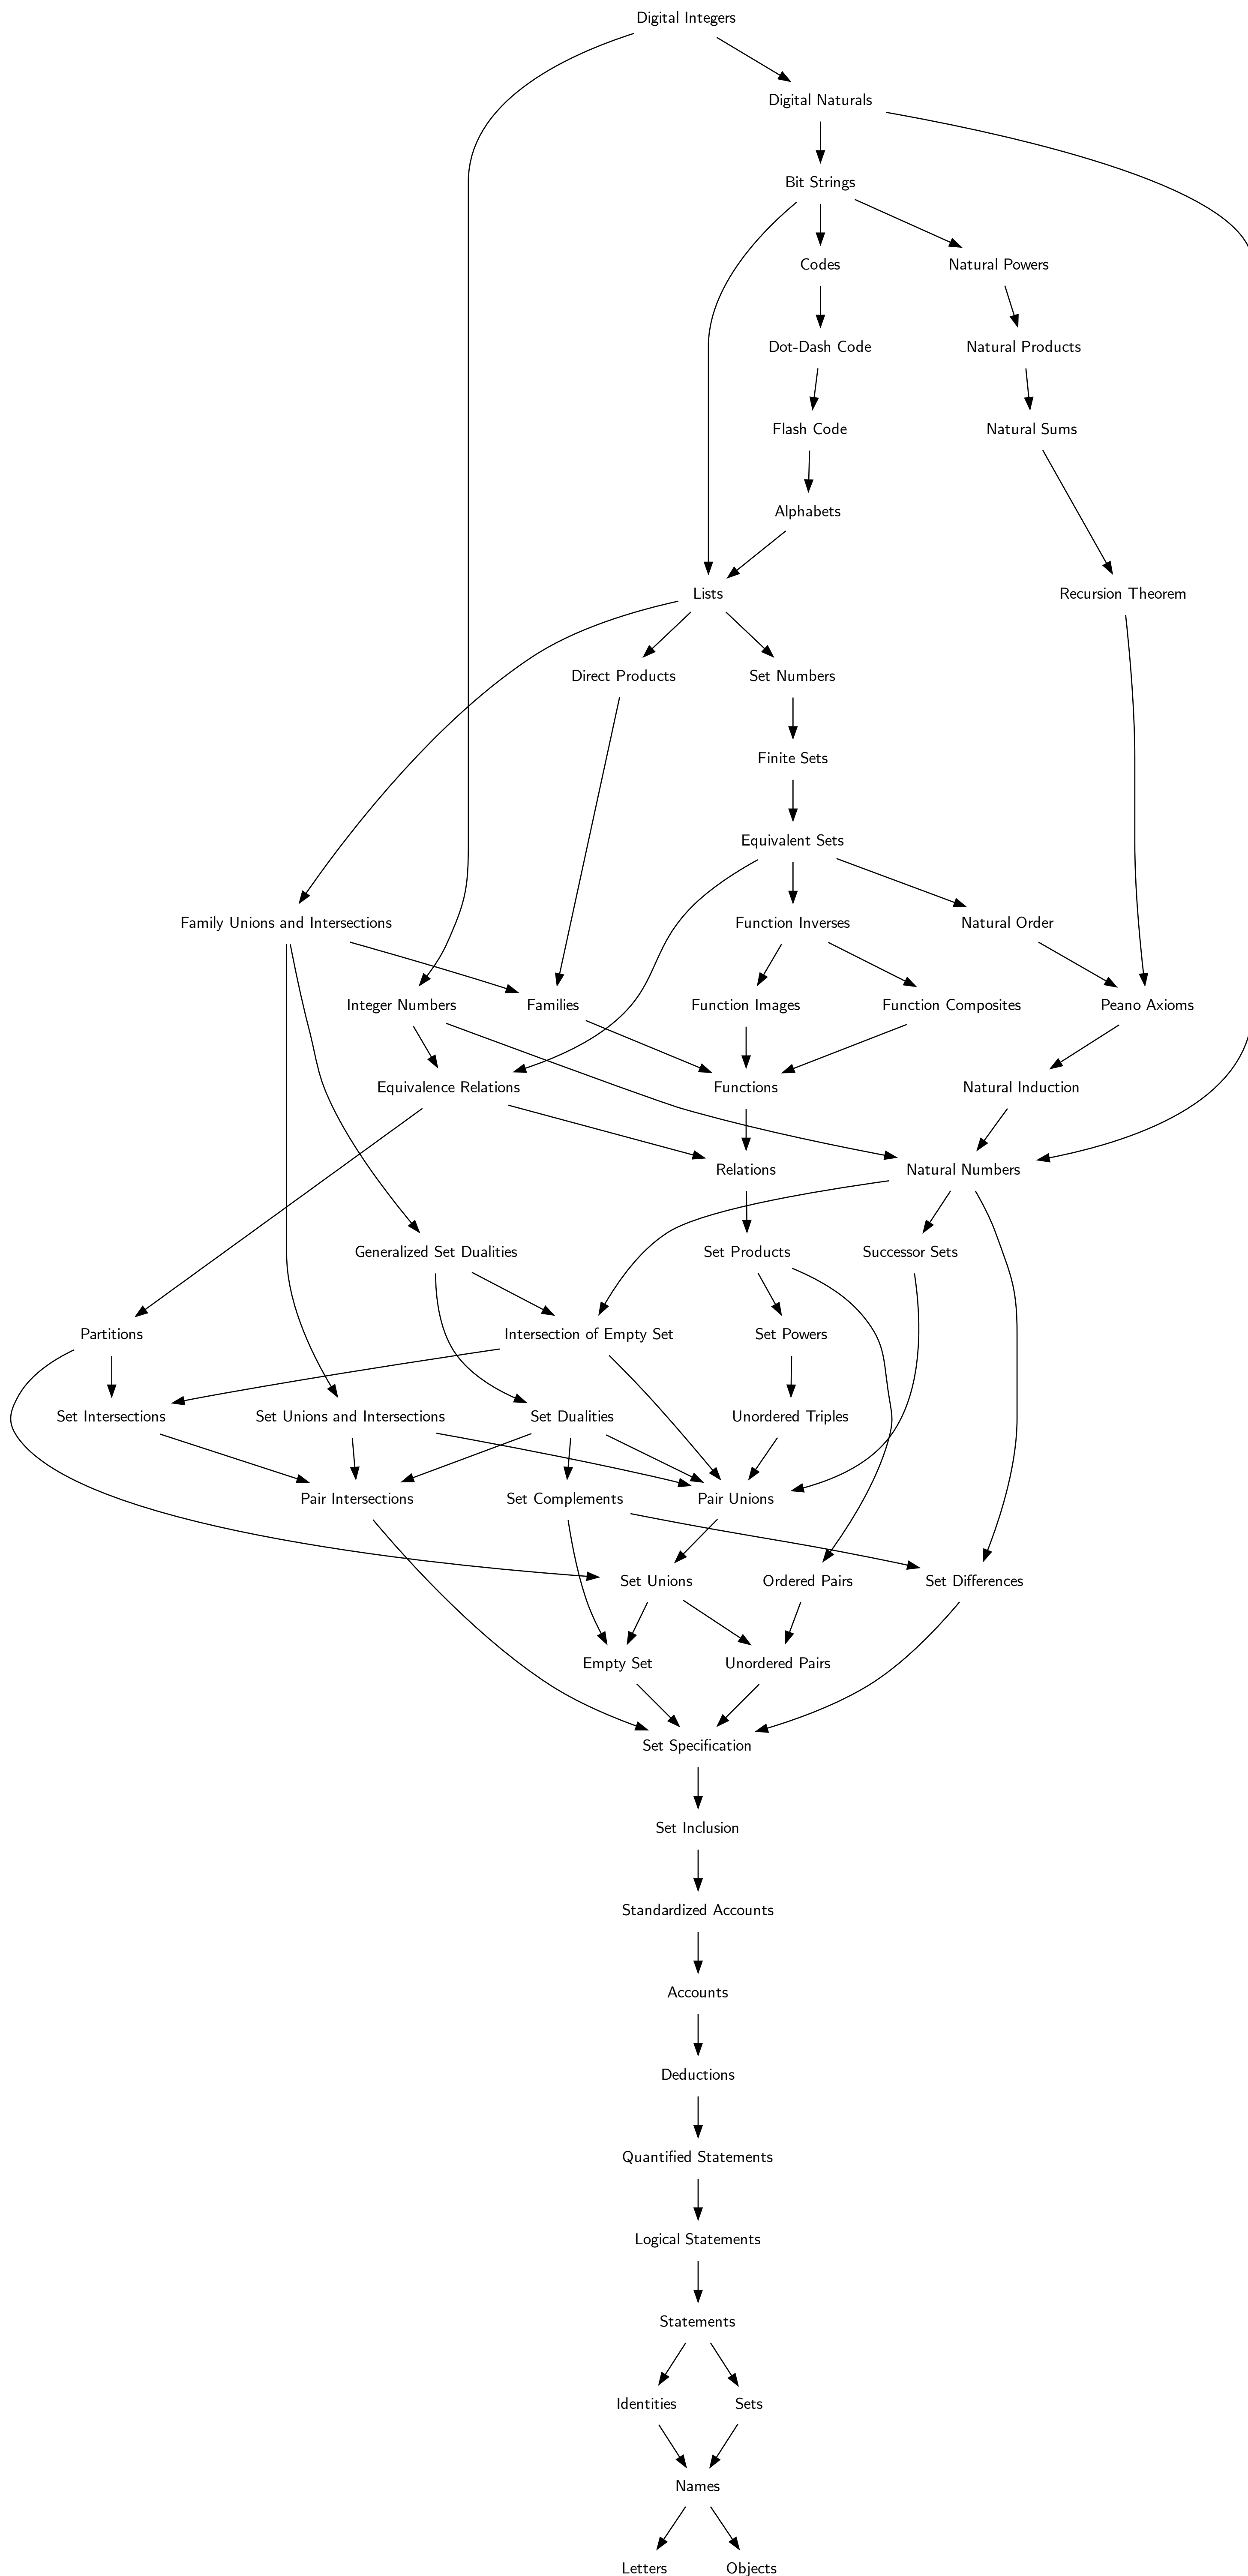 Digital Integers
Digital Naturals
Bit Strings
Codes
Natural Powers
Dot-Dash Code
Natural Products
Flash Code
Natural Sums
Alphabets
Lists
Recursion Theorem
Direct Products
Set Numbers
Finite Sets
Equivalent Sets
Family Unions and Intersections
Function Inverses
Natural Order
Integer Numbers
Families
Function Images
Function Composites
Peano Axioms
Equivalence Relations
Functions
Natural Induction
Relations
Natural Numbers
Generalized Set Dualities
Set Products
Successor Sets
Partitions
Intersection of Empty Set
Set Powers
Set Intersections
Set Unions and Intersections
Set Dualities
Unordered Triples
Pair Intersections
Set Complements
Pair Unions
Set Unions
Ordered Pairs
Set Differences
Empty Set
Unordered Pairs
Set Specification
Set Inclusion
Standardized Accounts
Accounts
Deductions
Quantified Statements
Logical Statements
Statements
Identities
Sets
Names
Letters
Objects